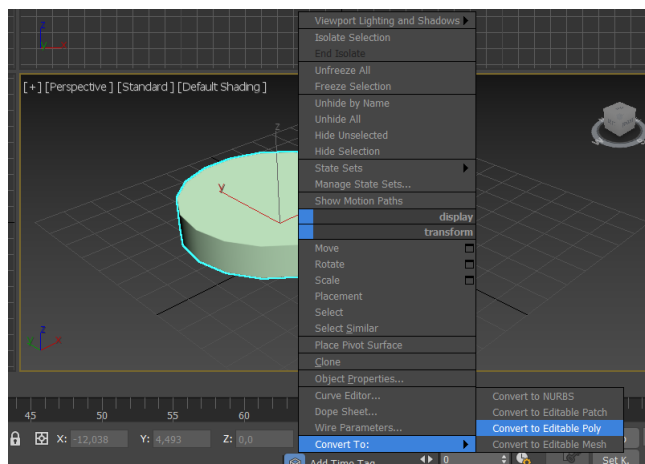 Viewport Lighting and Shadows
Isolate Selection
End Isolate
Unfreeze All
Freeze Selection
Unhide by Name
Unhide All
Hide Unselected
Hide Selection
State Sets
Manage State Sets...
Show Motion Paths
display
transform
Move
Rotate
Scale
Placement
Select
Select Similar
Place Pivot Surface
Clone
Object Properties...
Curve Editor...
Dope Sheet...
Wire Parameters...
Convert To:
Convert to NURBS
Convert to Editable Patch
Convert to Editable Poly
Convert to Editable Mesh
[+] [Perspective ] [Standard ] [Default Shading ]
z
x
z
y
z
y
x
45 50 55 60
X: -12,038 Y: 4,493 Z: 0,0
Add Time Tag
0
Set K.